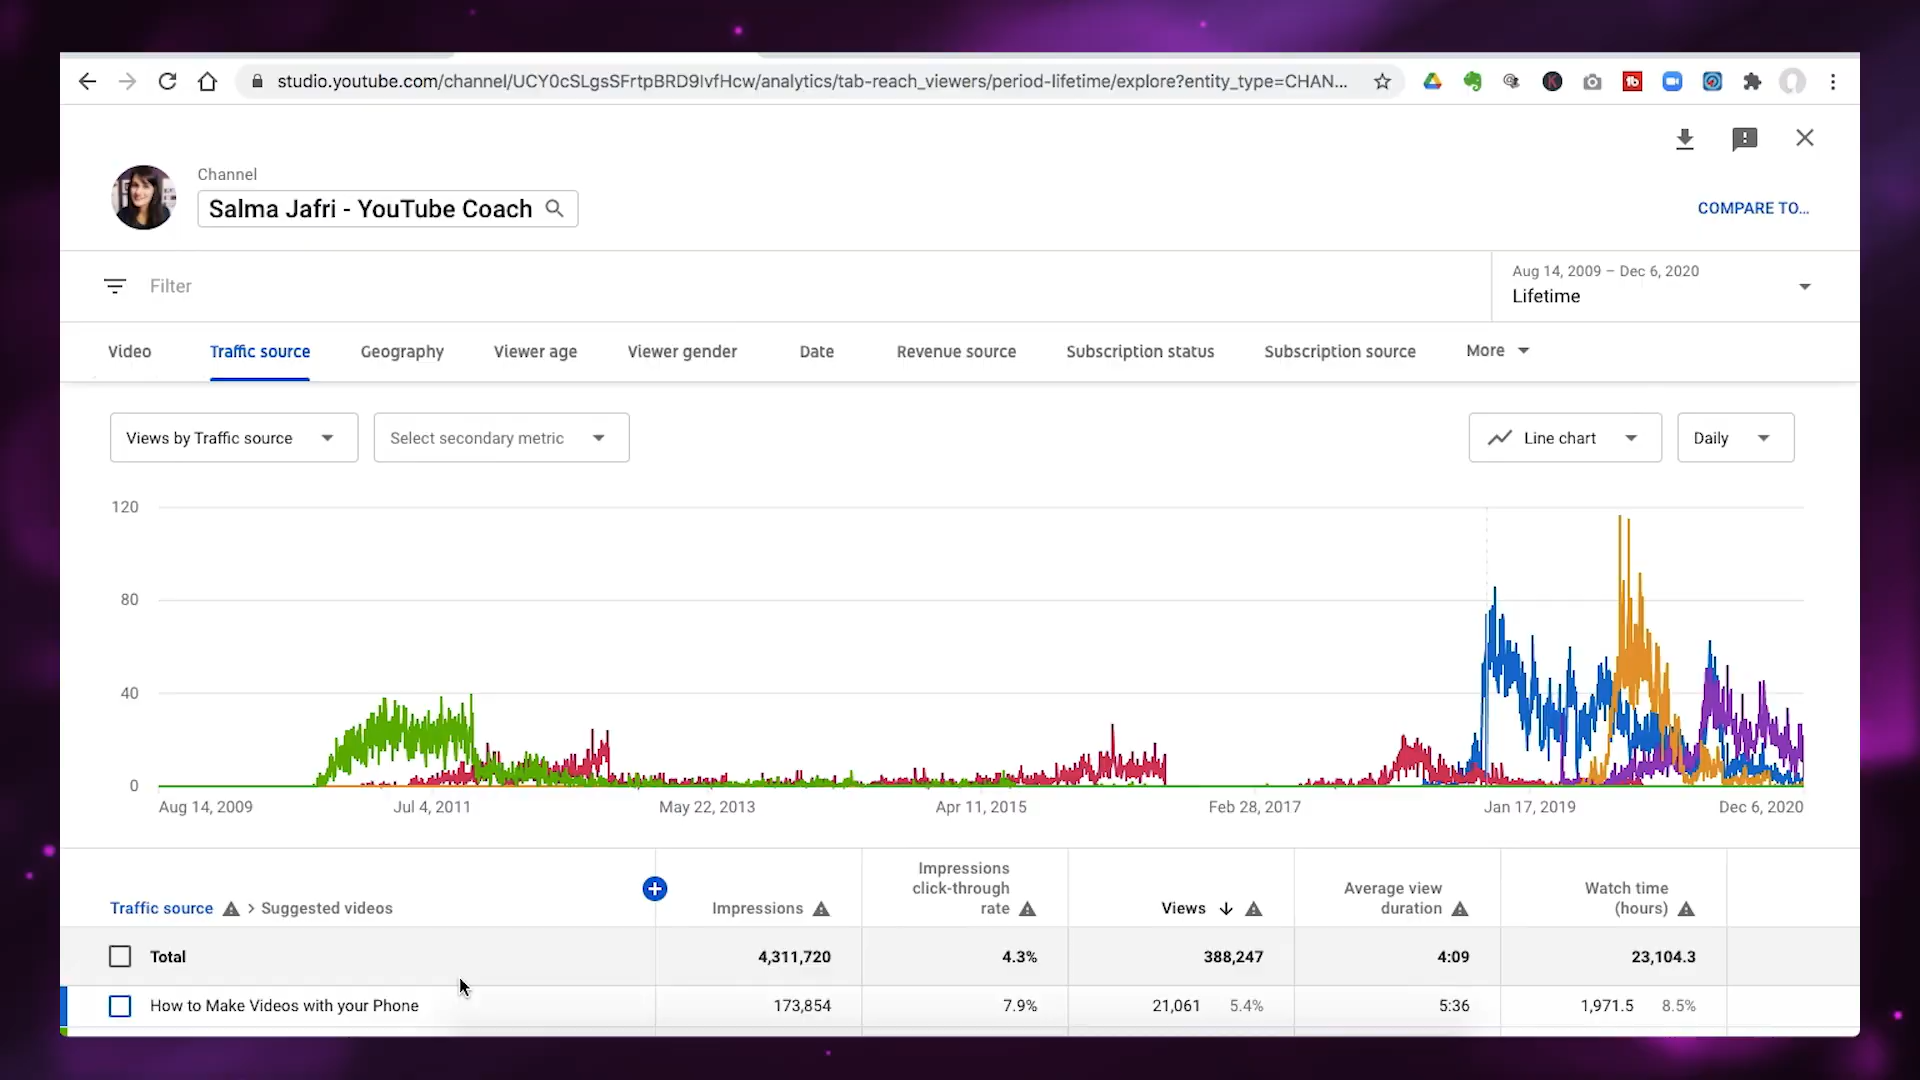 studio.youtube.com/channel/UCY0cSLgsSFrtpBRD9lvfHcw/analytics/tab-reach_viewers/period-lifetime/explore?entity_type=CHAN...
Channel
Salma Jafri - YouTube Coach
COMPARE TO...
Filter
Aug 14, 2009 – Dec 6, 2020
Lifetime
Video Traffic source Geography Viewer age Viewer gender Date Revenue source Subscription status Subscription source More
Views by Traffic source Select secondary metric Line chart Daily
120
80
40
0
Aug 14, 2009 Jul 4, 2011 May 22, 2013 Apr 11, 2015 Feb 28, 2017 Jan 17, 2019 Dec 6, 2020
Traffic source > Suggested videos Impressions Impressions click-through rate Views Average view duration Watch time (hours)
Total 4,311,720 4.3% 388,247 4:09 23,104.3
How to Make Videos with your Phone 173,854 7.9% 21,061 5.4% 5:36 1,971.5 8.5%